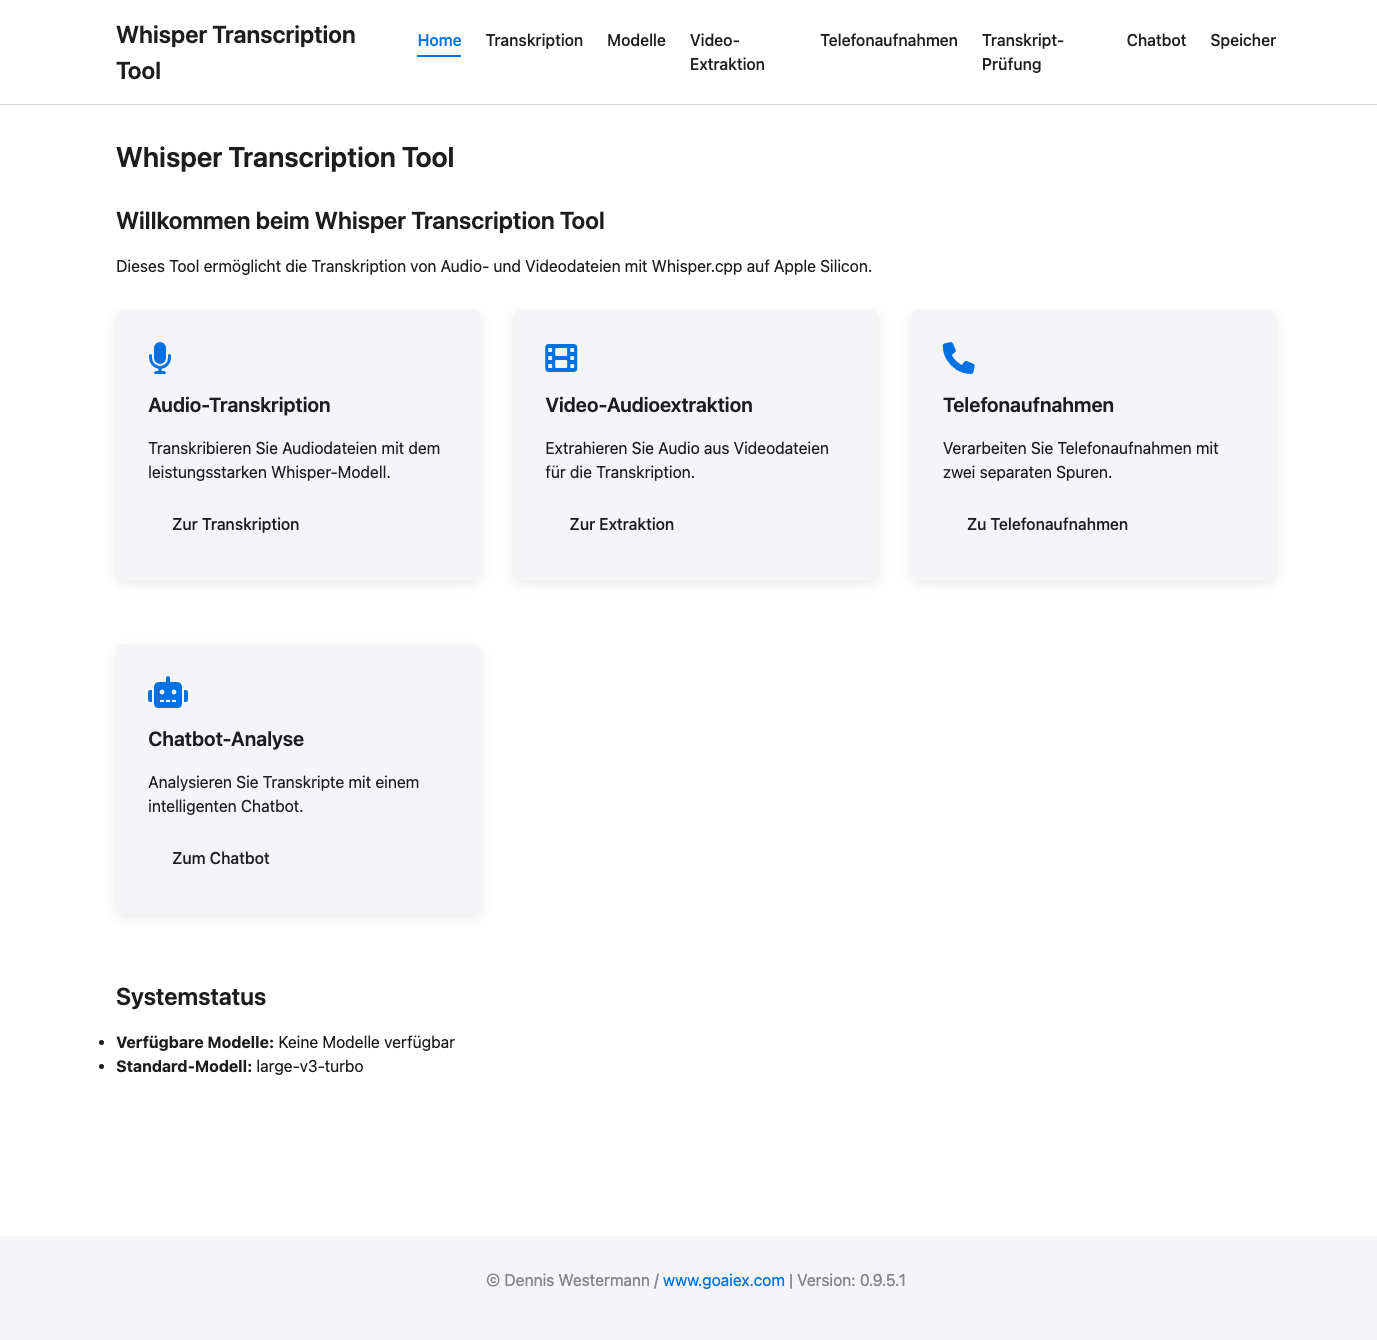 Whisper Transcription
Tool
Home
Transkription
Modelle
Video-
Extraktion
Telefonaufnahmen
Transkript-
Prüfung
Chatbot
Speicher
Whisper Transcription Tool
Willkommen beim Whisper Transcription Tool
Dieses Tool ermöglicht die Transkription von Audio- und Videodateien mit Whisper.cpp auf Apple Silicon.
Audio-Transkription
Transkribieren Sie Audiodateien mit dem
leistungsstarken Whisper-Modell.
Zur Transkription
Video-Audioextraktion
Extrahieren Sie Audio aus Videodateien
für die Transkription.
Zur Extraktion
Telefonaufnahmen
Verarbeiten Sie Telefonaufnahmen mit
zwei separaten Spuren.
Zu Telefonaufnahmen
Chatbot-Analyse
Analysieren Sie Transkripte mit einem
intelligenten Chatbot.
Zum Chatbot
Systemstatus
• Verfügbare Modelle: Keine Modelle verfügbar
• Standard-Modell: large-v3-turbo
© Dennis Westermann / www.goaiex.com | Version: 0.9.5.1